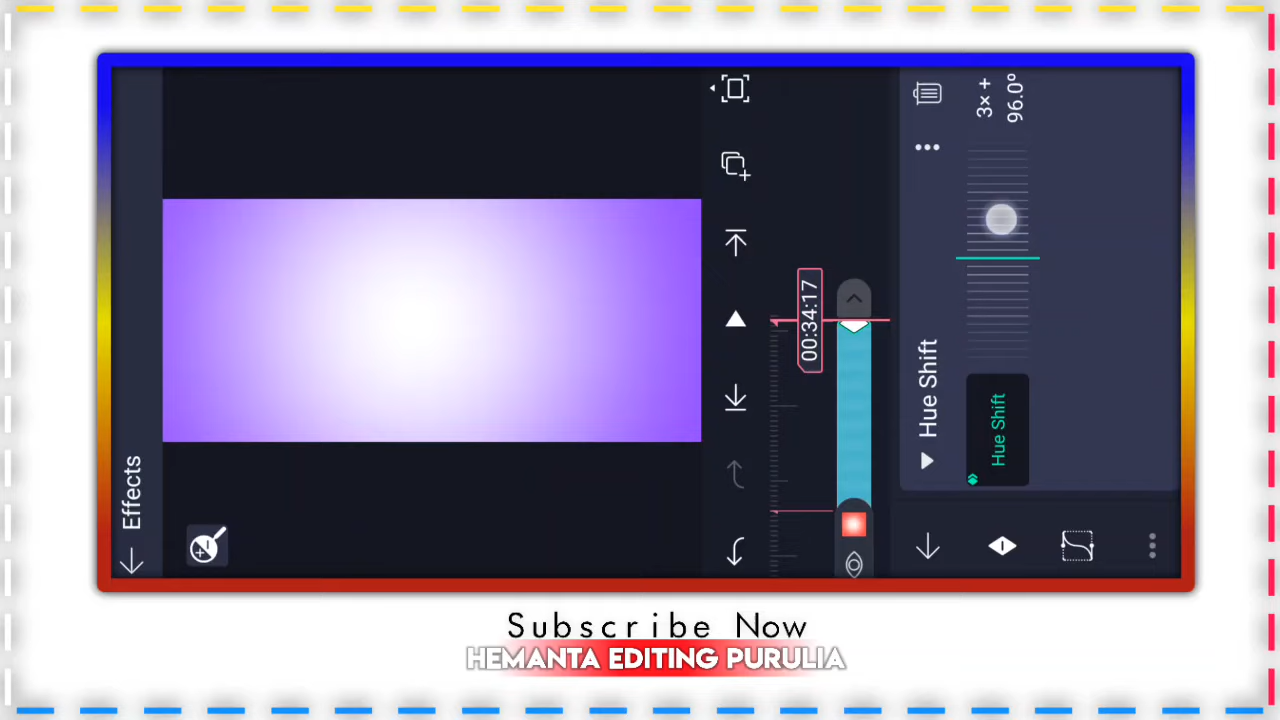 Effects
00:34:17
Hue Shift
3× +
96.0°
Hue Shift
Subscribe Now
HEMANTA EDITING PURULIA